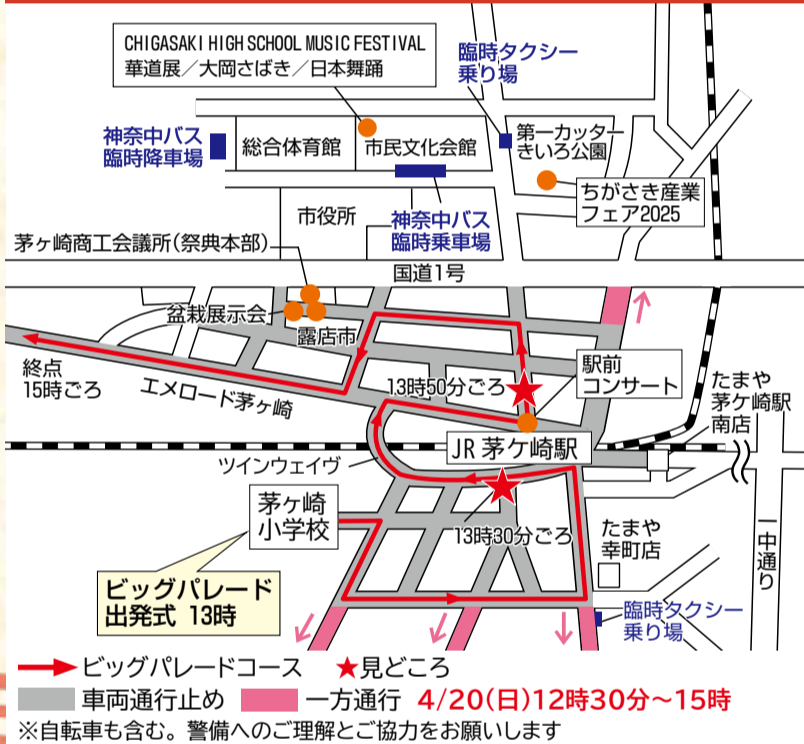 CHIGASAKI HIGH SCHOOL MUSIC FESTIVAL
華道展／大岡さばき／日本舞踊
臨時タクシー
乗り場
神奈中バス
臨時降車場
総合体育館
市民文化会館
第一カッター
きいろ公園
市役所
神奈中バス
臨時乗車場
ちがさき産業
フェア2025
茅ヶ崎商工会議所(祭典本部)
国道1号
盆栽展示会
露店市
終点
15時ごろ
エメロード茅ヶ崎
13時50分ごろ
駅前
コンサート
たまや
茅ケ崎駅
南店
JR 茅ケ崎駅
ツインウェイヴ
茅ヶ崎
小学校
13時30分ごろ
たまや
幸町店
一中通り
ビッグパレード
出発式 13時
臨時タクシー
乗り場
ビッグパレードコース ★見どころ
車両通行止め 一方通行 4/20(日)12時30分～15時
※自転車も含む。警備へのご理解とご協力をお願いします